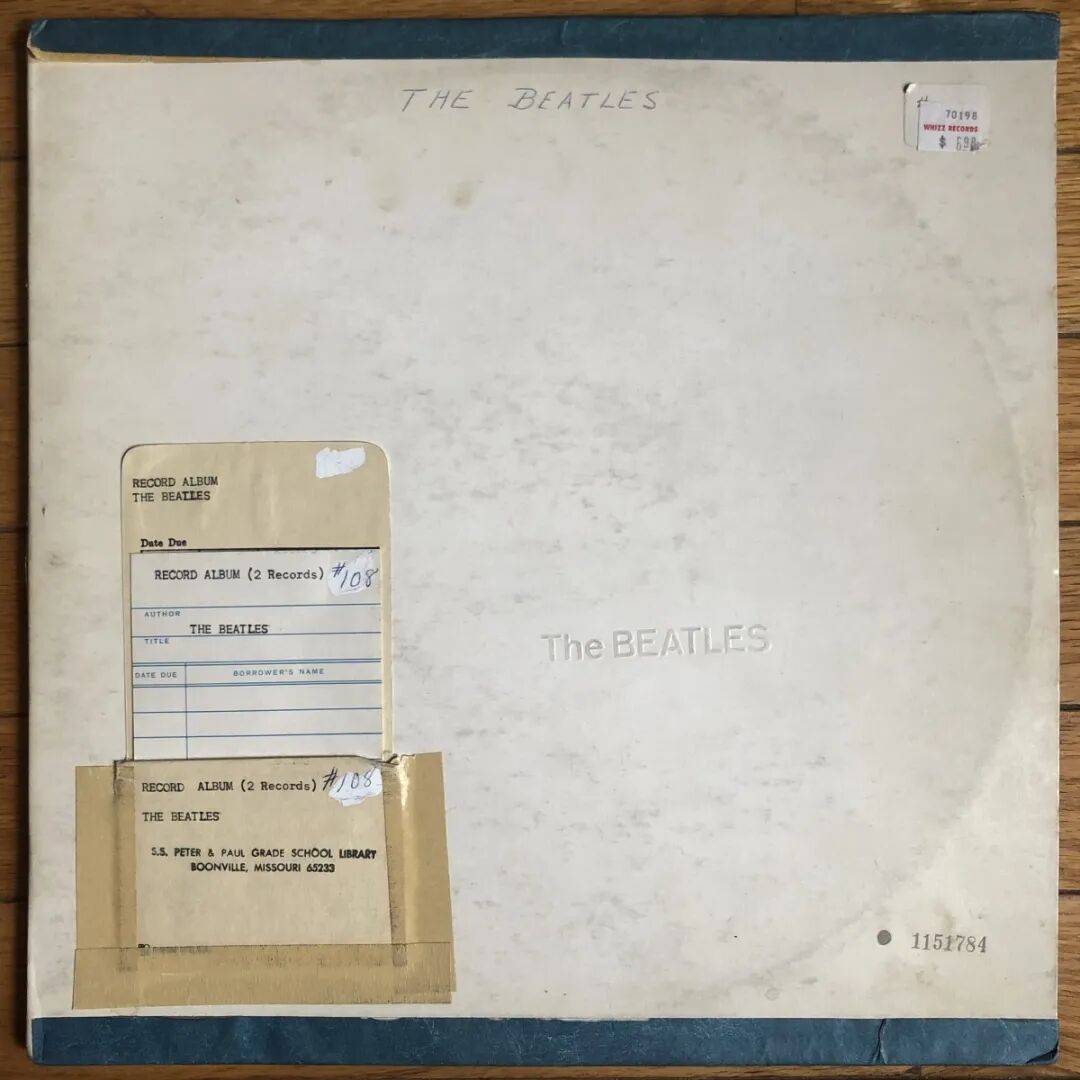 THE BEATLES
#
70198
WHIZZ RECORDS
$ 6.98
RECORD ALBUM
THE BEATLES
Date Due
RECORD ALBUM (2 Records) #108
AUTHOR
THE BEATLES
TITLE
DATE DUE BORROWER'S NAME
The BEATLES
RECORD ALBUM (2 Records) #108
THE BEATLES
S.S. PETER & PAUL GRADE SCHOOL LIBRARY
BOONVILLE, MISSOURI 65233
1151784